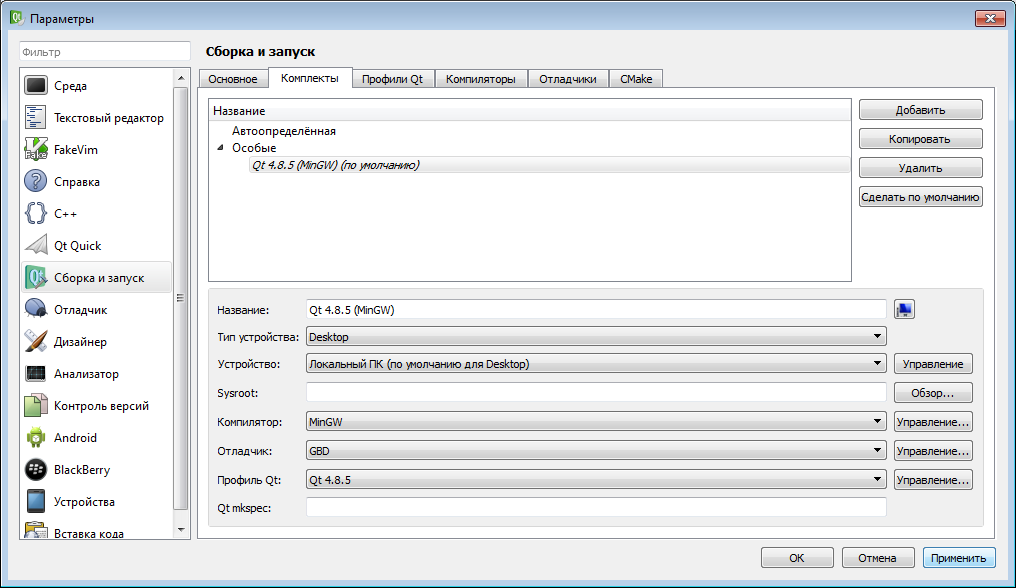 Параметры
Фильтр
Среда
Текстовый редактор
FakeVim
Справка
C++
Qt Quick
Сборка и запуск
Отладчик
Дизайнер
Анализатор
Контроль версий
Android
BlackBerry
Устройства
Вставка кода
Сборка и запуск
Основное Комплекты Профили Qt Компиляторы Отладчики CMake
Название
Автоопределённая
Особые
Qt 4.8.5 (MinGW) (по умолчанию)
Добавить
Копировать
Удалить
Сделать по умолчанию
Название: Qt 4.8.5 (MinGW)
Тип устройства: Desktop
Устройство: Локальный ПК (по умолчанию для Desktop) Управление
Sysroot: Обзор...
Компилятор: MinGW Управление...
Отладчик: GBD Управление...
Профиль Qt: Qt 4.8.5 Управление...
Qt mkspec:
ОК Отмена Применить